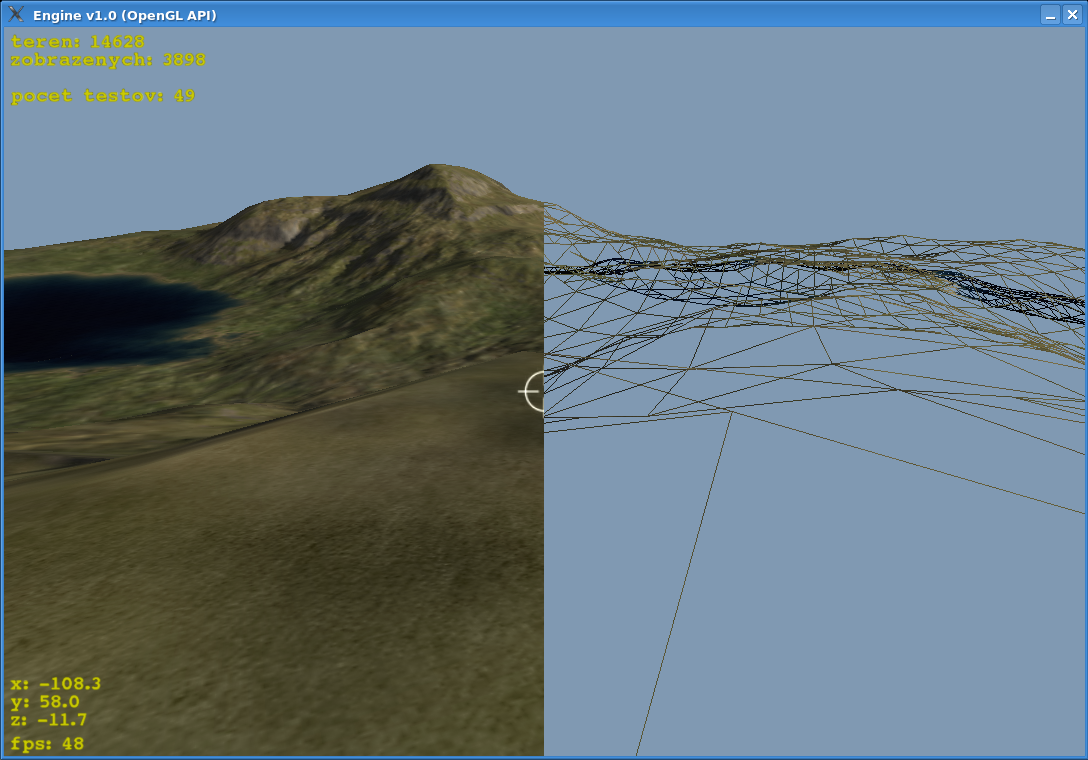 Engine v1.0 (OpenGL API)
teren: 14628
zobrazenych: 3898
pocet testov: 49
x: -108.3
y: 58.0
z: -11.7
fps: 48